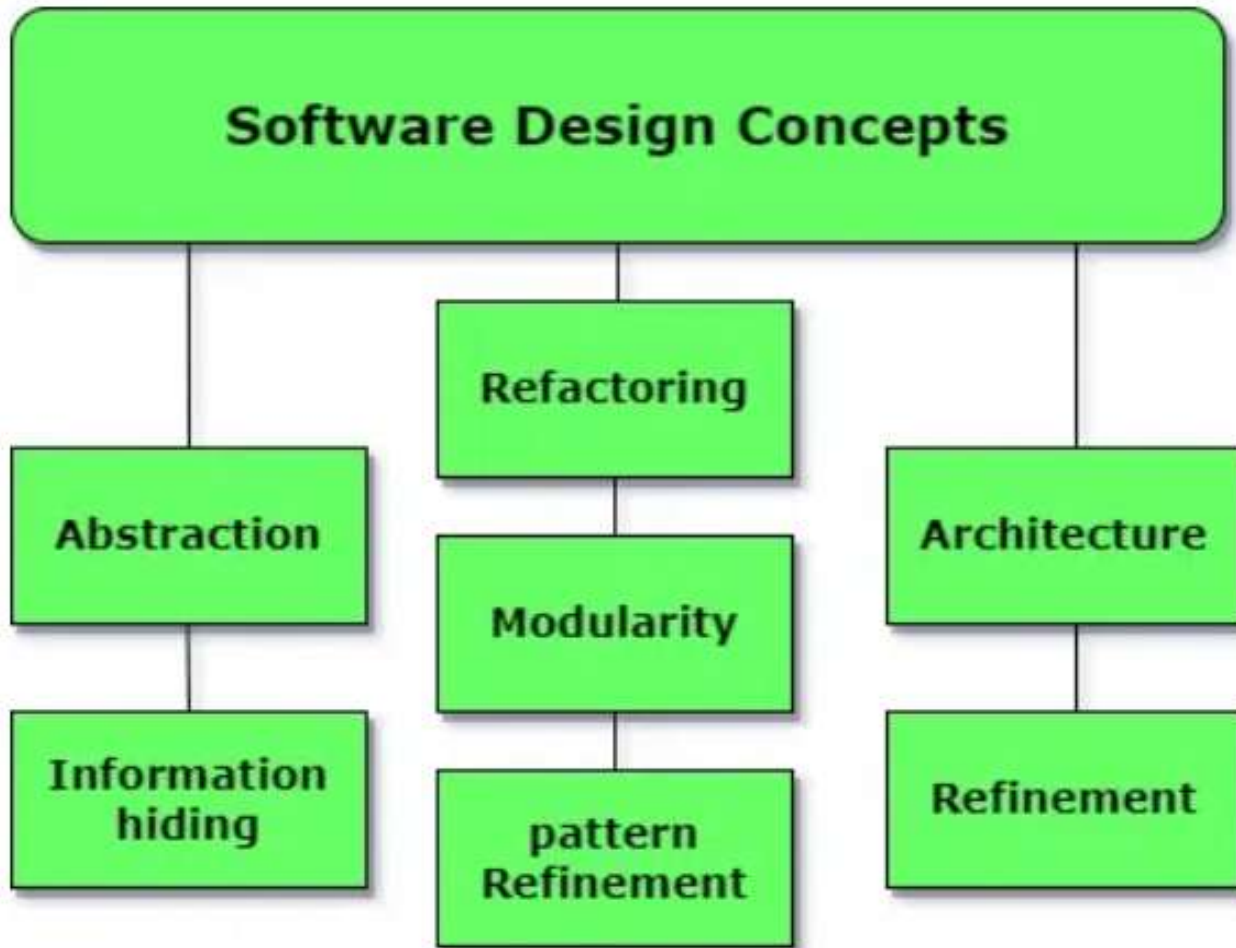 Software Design Concepts
Refactoring
Abstraction
Architecture
Modularity
Information
hiding
Refinement
pattern
Refinement